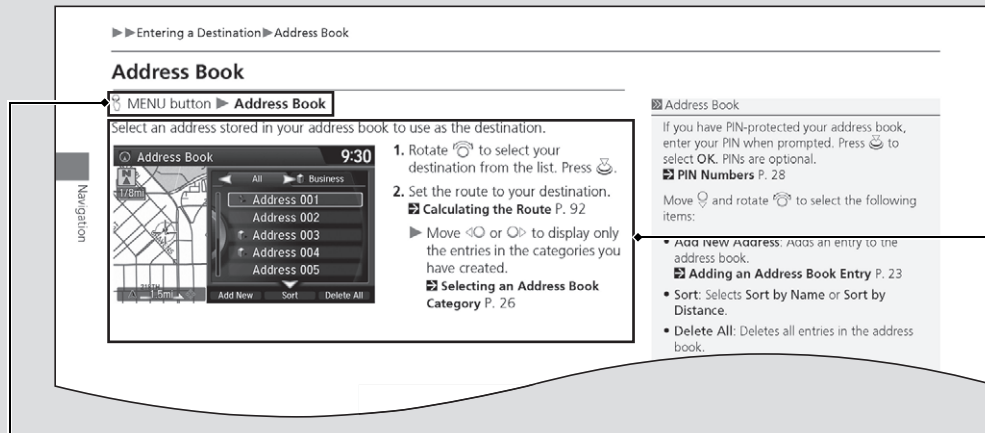 Entering a Destination Address Book
Address Book
MENU button Address Book
Select an address stored in your address book to use as the destination.
Address Book 9:30
1/8mi
All Business
Address 001
Address 002
Address 003
Address 004
Address 005
1.5mi
Add New Sort Delete All
1. Rotate to select your
destination from the list. Press .
2. Set the route to your destination.
Calculating the Route P. 92
Move or to display only
the entries in the categories you
have created.
Selecting an Address Book
Category P. 26
Navigation
Address Book
If you have PIN-protected your address book,
enter your PIN when prompted. Press to
select OK. PINs are optional.
PIN Numbers P. 28
Move and rotate to select the following
items:
• Add New Address: Adds an entry to the
address book.
Adding an Address Book Entry P. 23
• Sort: Selects Sort by Name or Sort by
Distance.
• Delete All: Deletes all entries in the address
book.